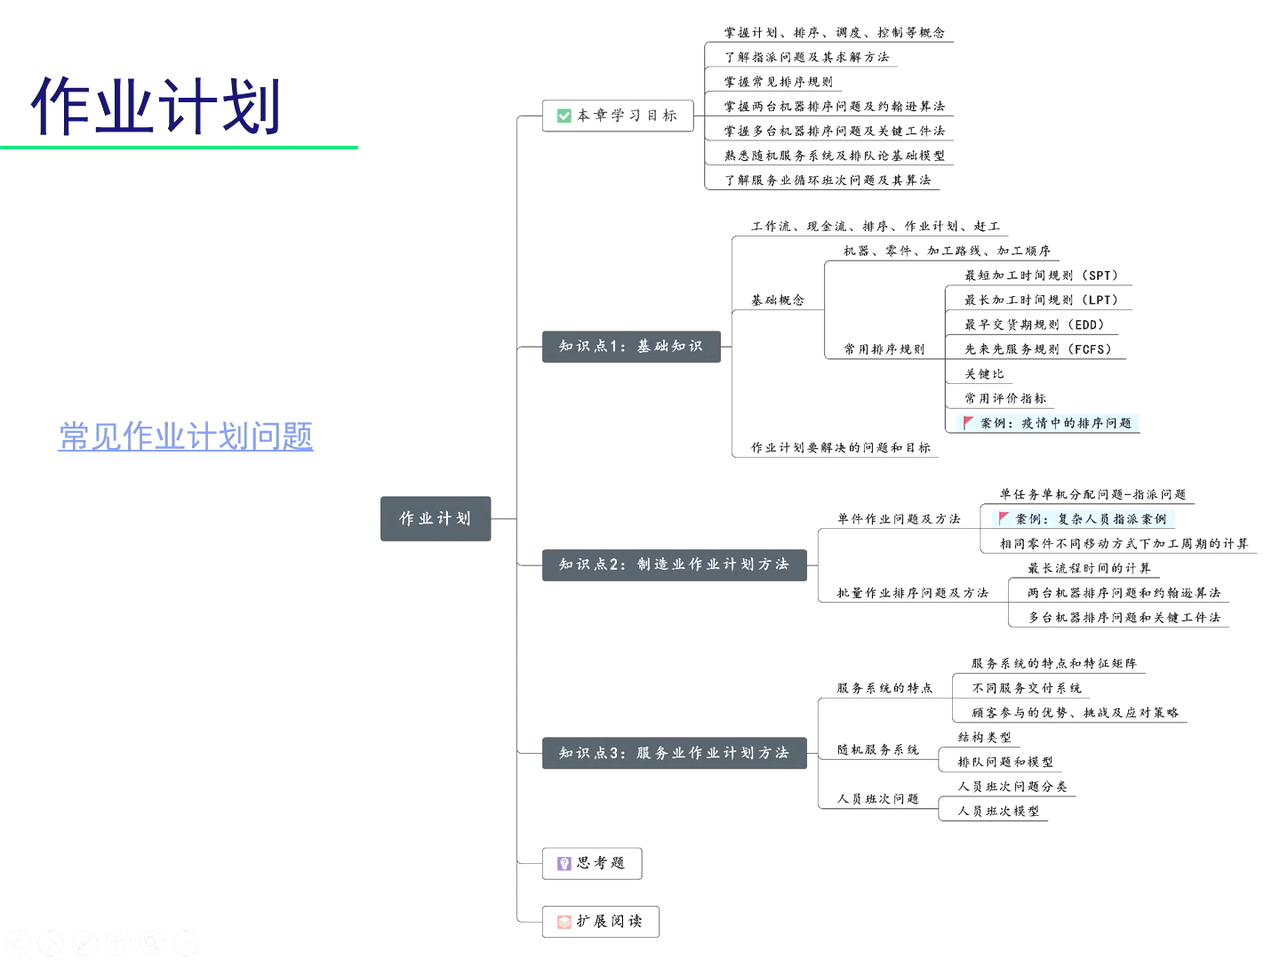 作业计划
常见作业计划问题
作业计划
本章学习目标
掌握计划、排序、调度、控制等概念
了解指派问题及其求解方法
掌握常见排序规则
掌握两台机器排序问题及约翰逊算法
掌握多台机器排序问题及关键工件法
熟悉随机服务系统及排队论基础模型
了解服务业循环班次问题及其算法
知识点1：基础知识
工作流、现金流、排序、作业计划、赶工
基础概念
机器、零件、加工路线、加工顺序
常用排序规则
最短加工时间规则（SPT）
最长加工时间规则（LPT）
最早交货期规则（EDD）
先来先服务规则（FCFS）
关键比
常用评价指标
案例：疫情中的排序问题
作业计划要解决的问题和目标
知识点2：制造业作业计划方法
单件作业问题及方法
单任务单机分配问题-指派问题
案例：复杂人员指派案例
相同零件不同移动方式下加工周期的计算
批量作业排序问题及方法
最长流程时间的计算
两台机器排序问题和约翰逊算法
多台机器排序问题和关键工件法
知识点3：服务业作业计划方法
服务系统的特点
服务系统的特点和特征矩阵
不同服务交付系统
顾客参与的优势、挑战及应对策略
随机服务系统
结构类型
排队问题和模型
人员班次问题
人员班次问题分类
人员班次模型
思考题
扩展阅读